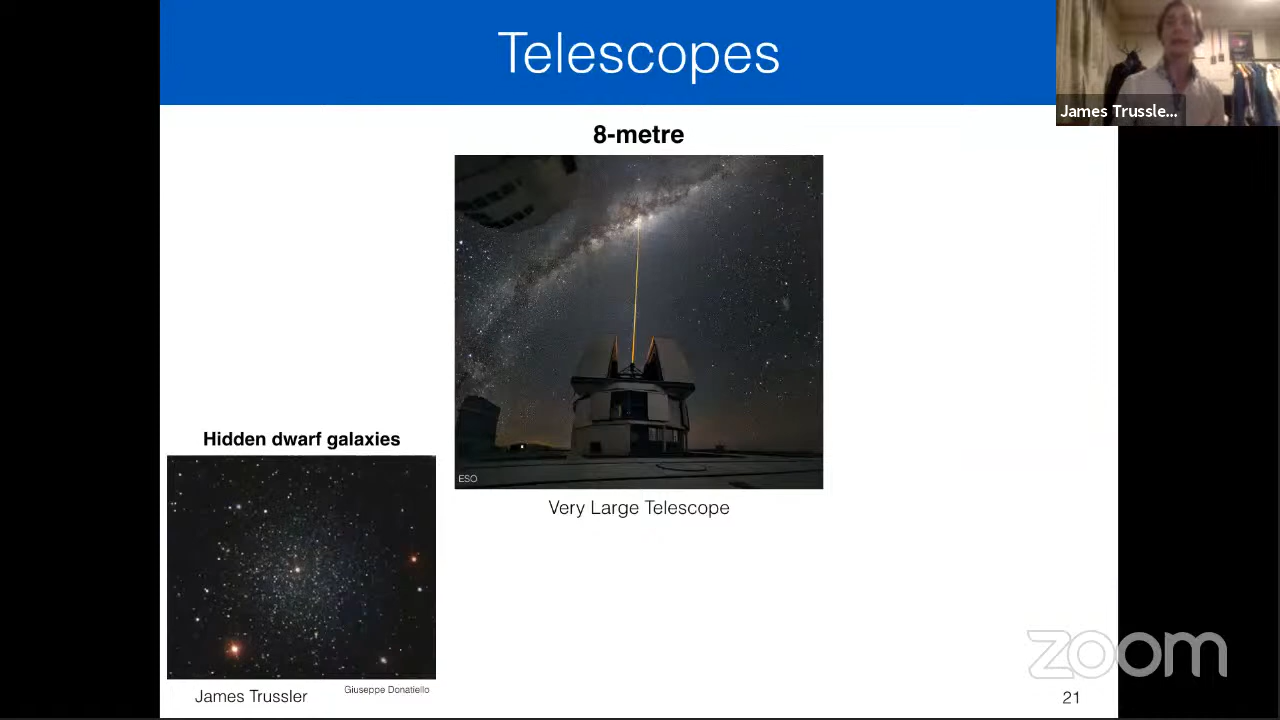 Telescopes
James Trussle...
8-metre
ESO
Very Large Telescope
Hidden dwarf galaxies
Giuseppe Donatiello
James Trussler
zoom
21